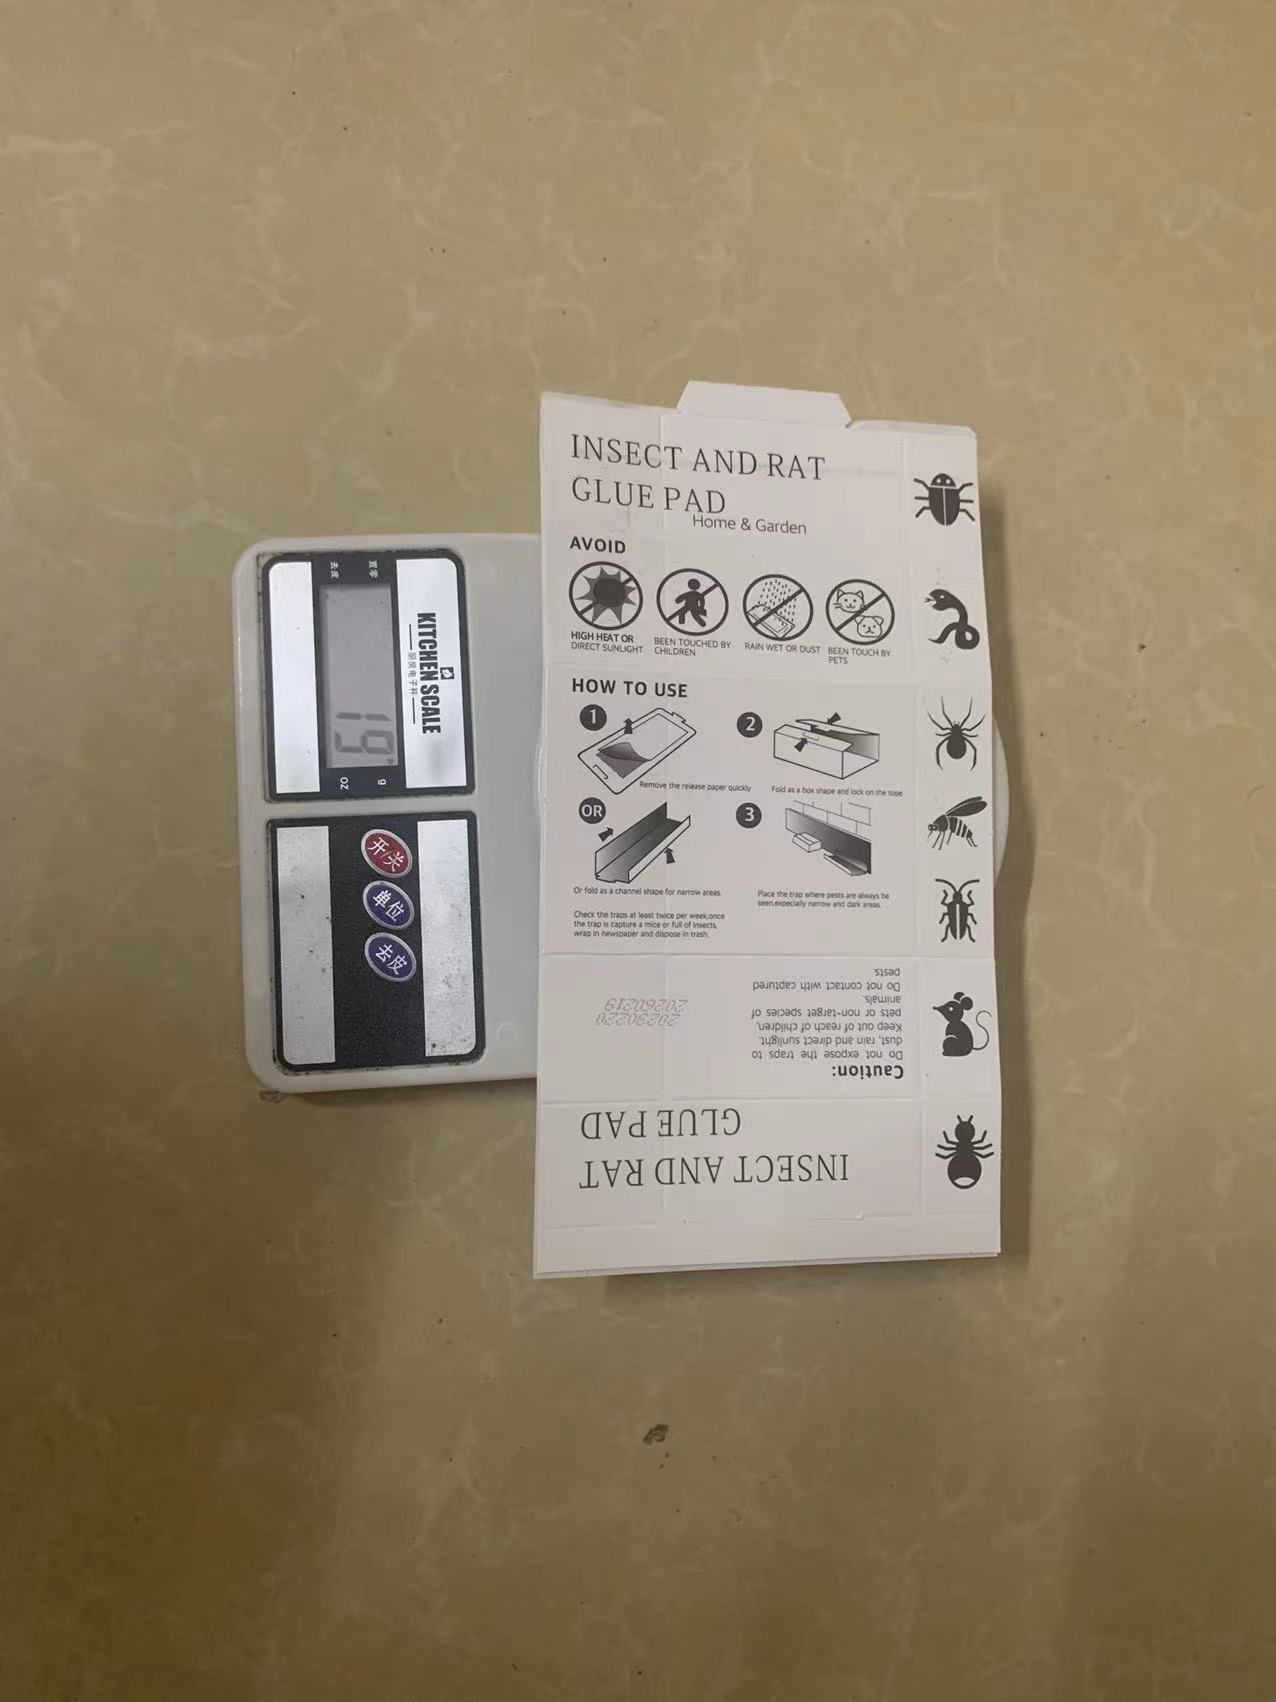 INSECT AND RAT
GLUE PAD
Home & Garden
AVOID
HIGH HEAT OR
DIRECT SUNLIGHT
BEEN TOUCHED BY
CHILDREN
RAIN WET OR DUST
BEEN TOUCH BY
PETS
HOW TO USE
1
Remove the release paper quickly
2
Fold as a box shape and lock on the tope
OR
Or fold as a channel shape for narrow areas.
3
Place the trap where pests are always be
seen,expecially narrow and dark areas.
Check the traps at least twice per week,once
the trap is capture a mice or full of insects,
wrap in newspaper and dispose in trash.
INSECT AND RAT
GLUE PAD
Caution:
Do not expose the traps to
dust, rain and direct sunlight.
Keep out of reach of children,
pets or non-target species of
animals.
Do not contact with captured
pests.
20230220
20260219
KITCHEN SCALE
厨房电子秤
置零
去皮
19
g
OZ
开/关
单位
去皮